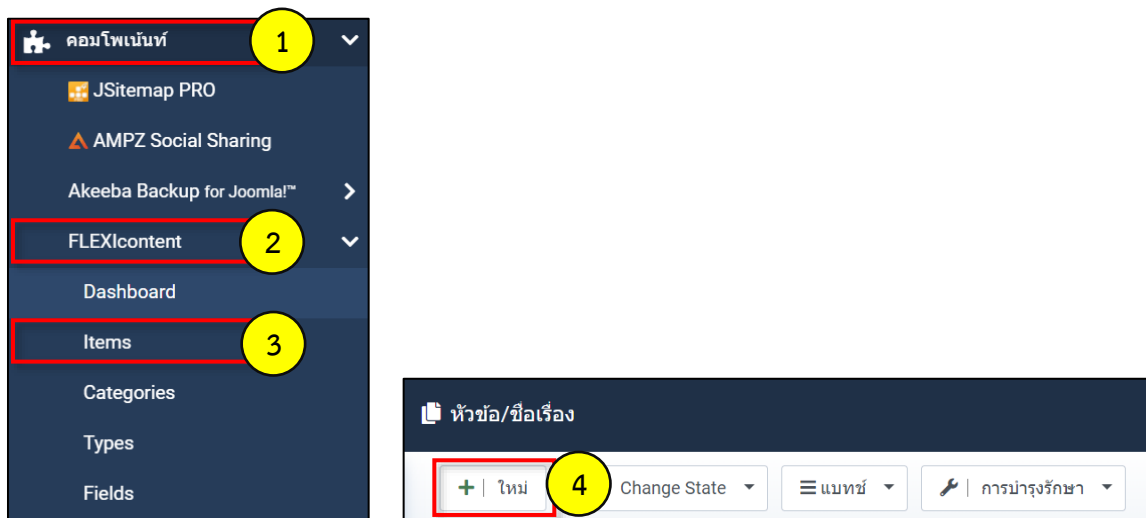 คอมโพเน้นท์ 1
JSitemap PRO
AMPZ Social Sharing
Akeeba Backup for Joomla!™
FLEXIcontent 2
Dashboard
Items 3
Categories
Types
Fields
หัวข้อ/ชื่อเรื่อง
ใหม่ 4 Change State แบทช์ การบำรุงรักษา